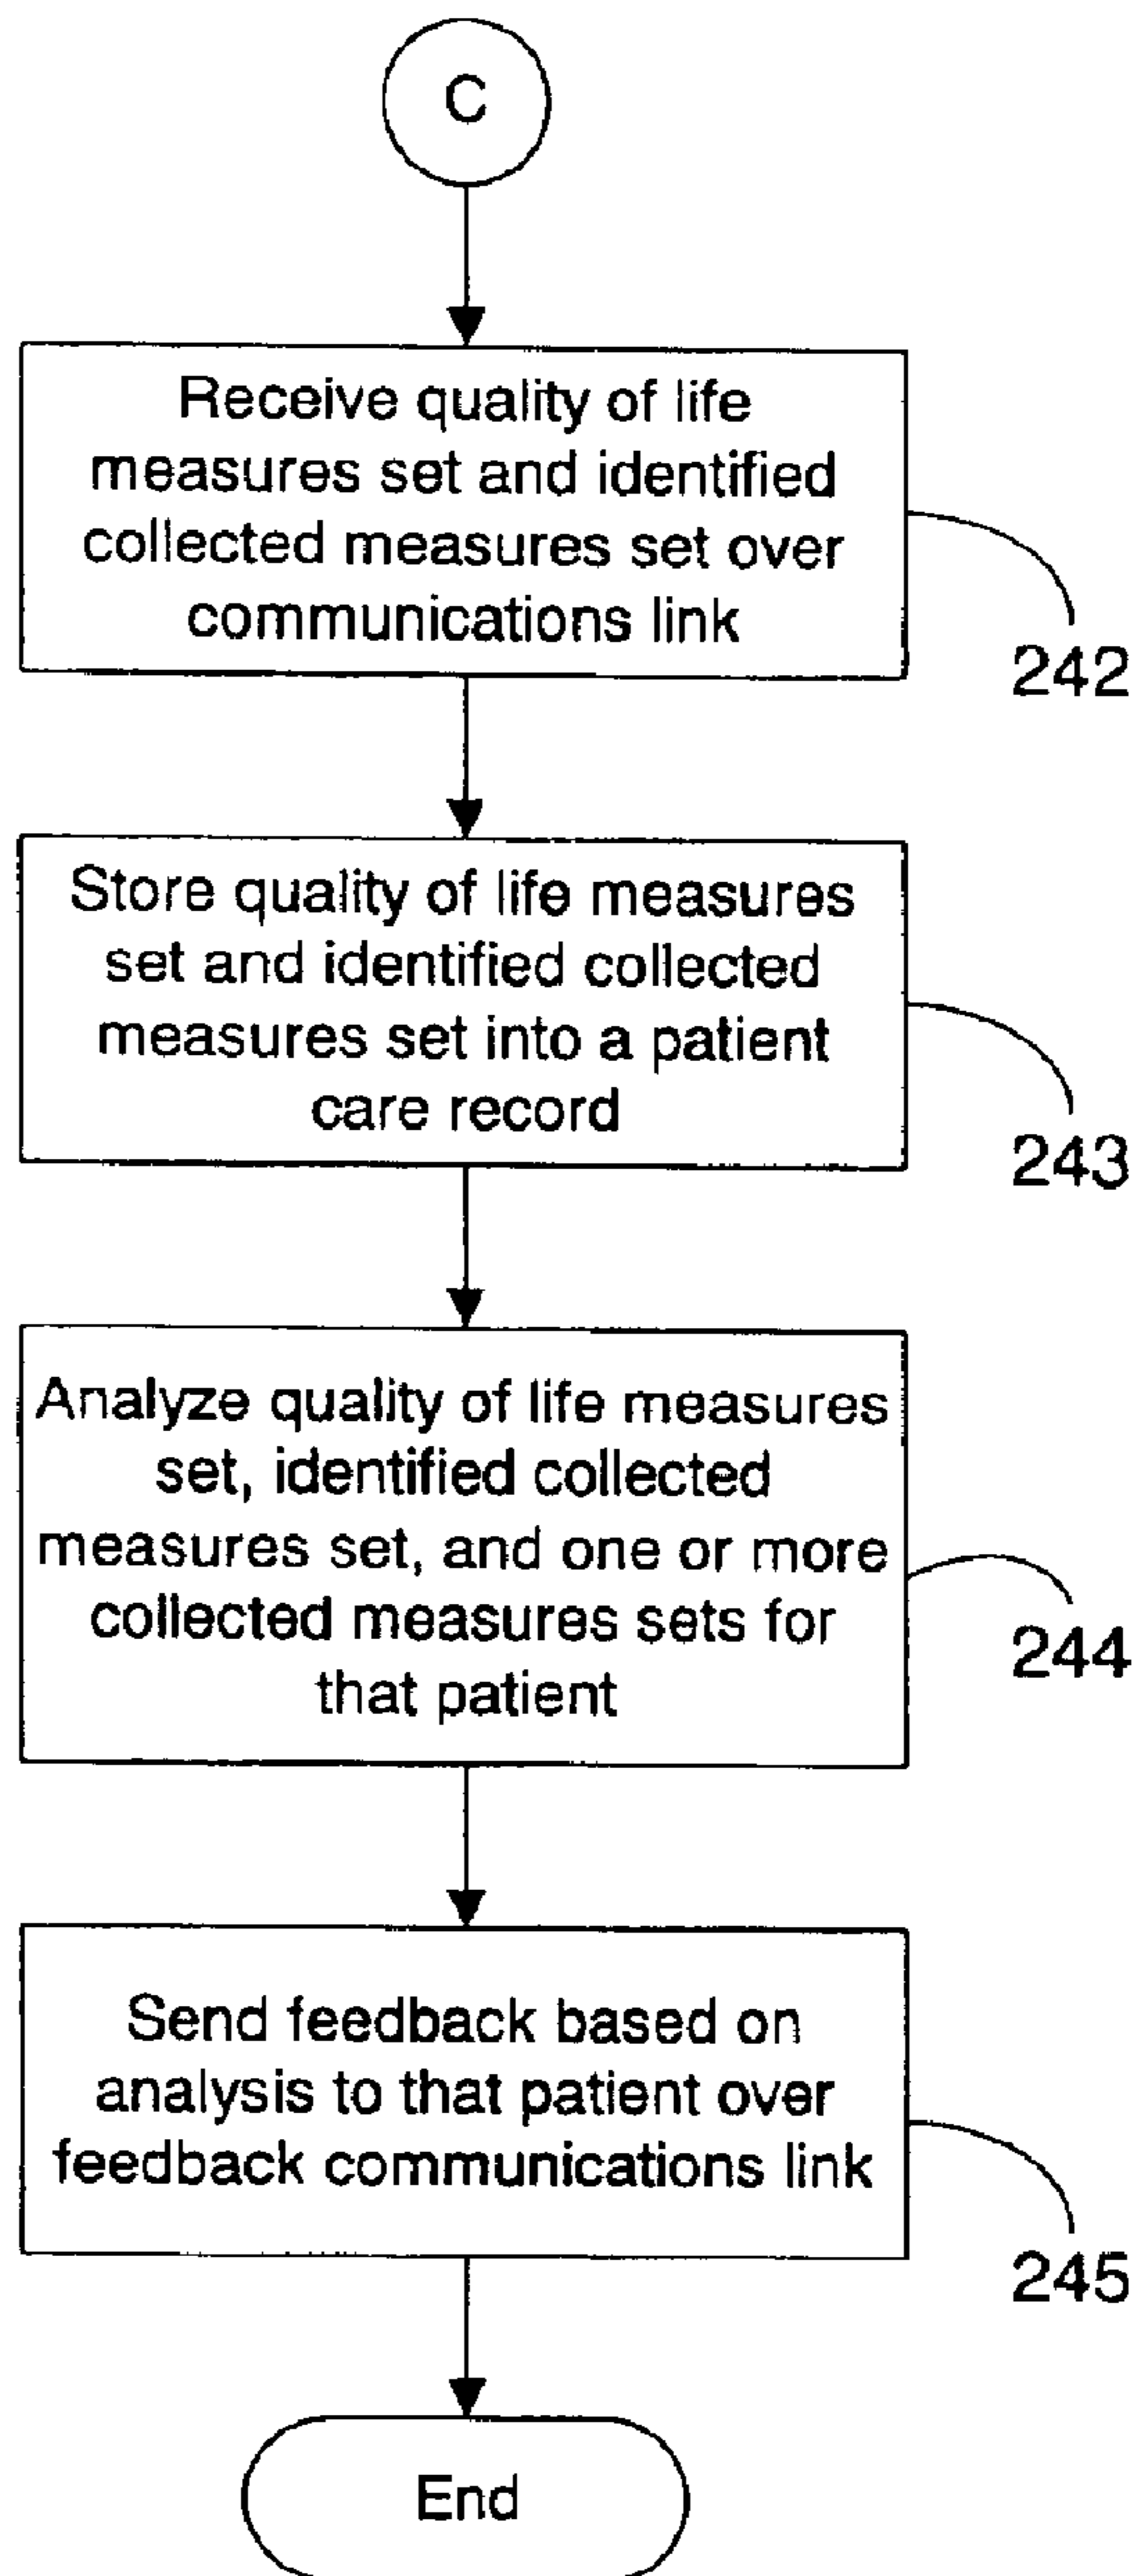 C
Receive quality of life
measures set and identified
collected measures set over
communications link
242
Store quality of life measures
set and identified collected
measures set into a patient
care record
243
Analyze quality of life measures
set, identified collected
measures set, and one or more
collected measures sets for
that patient
244
Send feedback based on
analysis to that patient over
feedback communications link
245
End